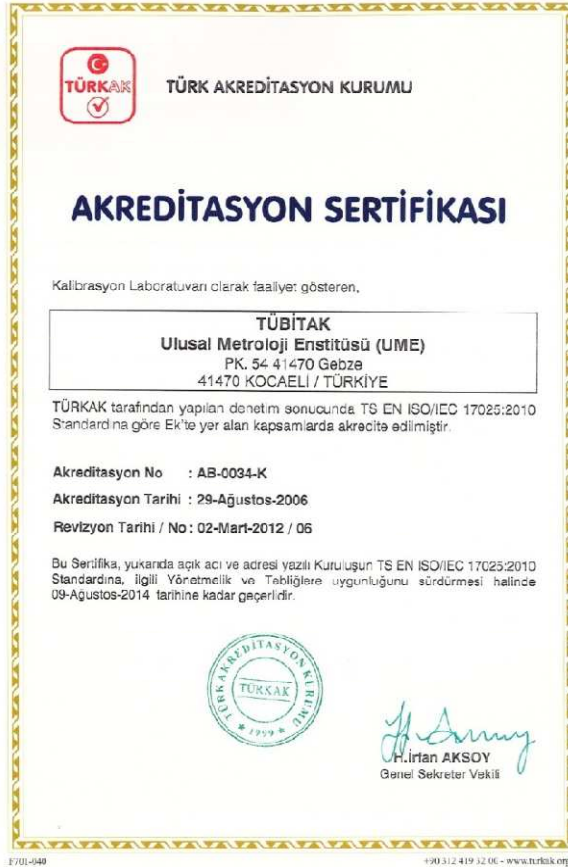 TÜRKAK
TÜRK AKREDİTASYON KURUMU
AKREDİTASYON SERTİFİKASI
Kalibrasyon Laboratuvarı olarak faaliyet gösteren,
TÜBİTAK
Ulusal Metroloji Enstitüsü (UME)
PK. 54 41470 Gebze
41470 KOCAELİ / TÜRKİYE
TÜRKAK tarafından yapılan denetim sonucunda TS EN ISO/IEC 17025:2010
Standardına göre Ek'te yer alan kapsamlarda akredite edilmiştir.
Akreditasyon No : AB-0034-K
Akreditasyon Tarihi : 29-Ağustos-2006
Revizyon Tarihi / No : 02-Mart-2012 / 06
Bu Sertifika, yukarıda açık adı ve adresi yazılı Kuruluşun TS EN ISO/IEC 17025:2010
Standardına, ilgili Yönetmelik ve Tebliğlere uygunluğunu sürdürmesi halinde
09-Ağustos-2014 tarihine kadar geçerlidir.
TÜRK AKREDİTASYON KURUMU
TÜRKAK
* 1999 *
H.İrfan AKSOY
Genel Sekreter Vekili
F701-040
+90 312 419 32 00 - www.turkak.org